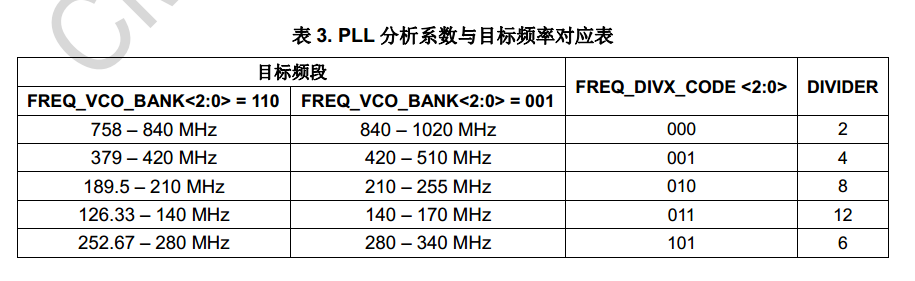 表 3. PLL 分析系数与目标频率对应表
目标频段
FREQ_VCO_BANK<2:0> = 110 FREQ_VCO_BANK<2:0> = 001 FREQ_DIVX_CODE <2:0> DIVIDER
758 – 840 MHz 840 – 1020 MHz 000 2
379 – 420 MHz 420 – 510 MHz 001 4
189.5 – 210 MHz 210 – 255 MHz 010 8
126.33 – 140 MHz 140 – 170 MHz 011 12
252.67 – 280 MHz 280 – 340 MHz 101 6